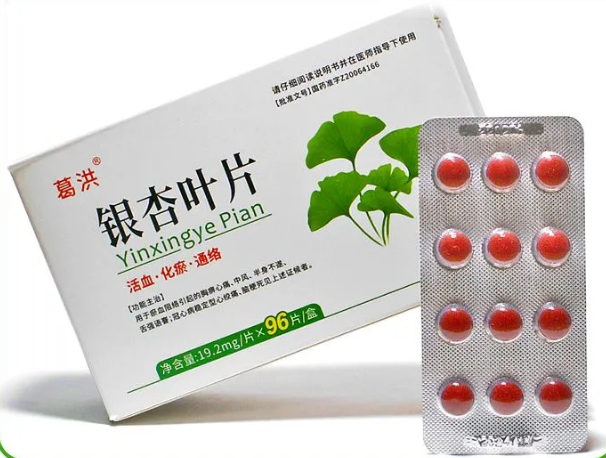 请仔细阅读说明书并在医师指导下使用
[批准文号]国药准字Z20064166
葛洪®
银杏叶片
Yinxingye Pian
活血·化瘀·通络
[功能主治]
用于瘀血阻络引起的胸痹心痛、中风、半身不遂、
舌强语謇;冠心病稳定型心绞痛、脑梗死见上述证候者。
净含量:19.2mg/片×96片/盒